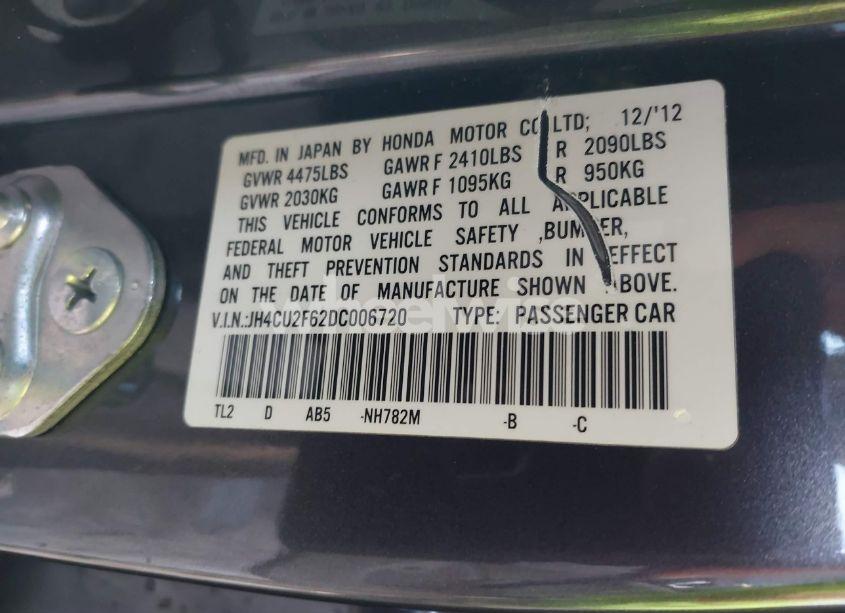 MFD. IN JAPAN BY HONDA MOTOR CO LTD; 12/'12
GVWR 4475LBS GAWR F 2410LBS R 2090LBS
GVWR 2030KG GAWR F 1095KG R 950KG
THIS VEHICLE CONFORMS TO ALL APPLICABLE
FEDERAL MOTOR VEHICLE SAFETY ,BUMPER,
AND THEFT PREVENTION STANDARDS IN EFFECT
ON THE DATE OF MANUFACTURE SHOWN ABOVE.
V.I.N.:JH4CU2F62DC006720 TYPE: PASSENGER CAR
TL2 D AB5 -NH782M -B -C